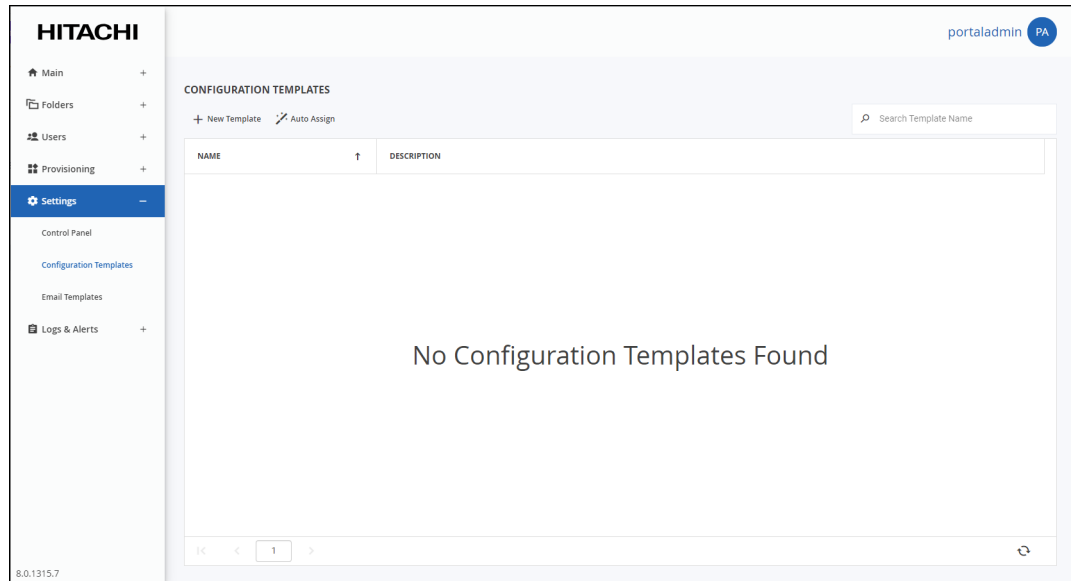 HITACHI
portaladmin PA
Main +
Folders +
Users +
Provisioning +
Settings −
Control Panel
Configuration Templates
Email Templates
Logs & Alerts +
CONFIGURATION TEMPLATES
+ New Template Auto Assign
Search Template Name
NAME ↑ DESCRIPTION
No Configuration Templates Found
1
8.0.1315.7